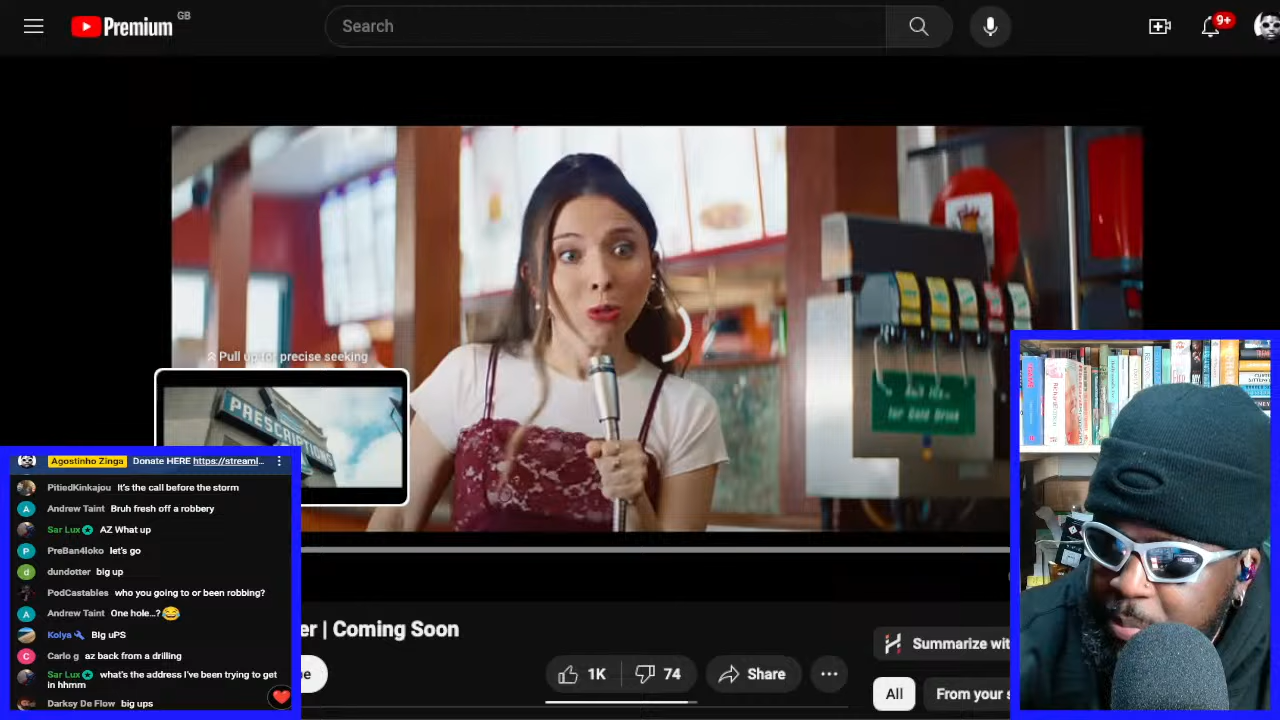 Premium GB
Search
9+
Pull up for precise seeking
PRESCRIPTIONS
Agostinho Zinga Donate HERE https://streaml...
PitiedKinkajou It's the call before the storm
Andrew Taint Bruh fresh off a robbery
Sar Lux AZ What up
PreBan4loko let's go
dundotter big up
PodCastables who you going to or been robbing?
Andrew Taint One hole...? 😂
Kolya BIg uPS
Carlo g az back from a drilling
Sar Lux what's the address I've been trying to get
in hhmm
Darksy De Flow big ups
er | Coming Soon
be
1K
74
Share
Summarize wit
All
From your s